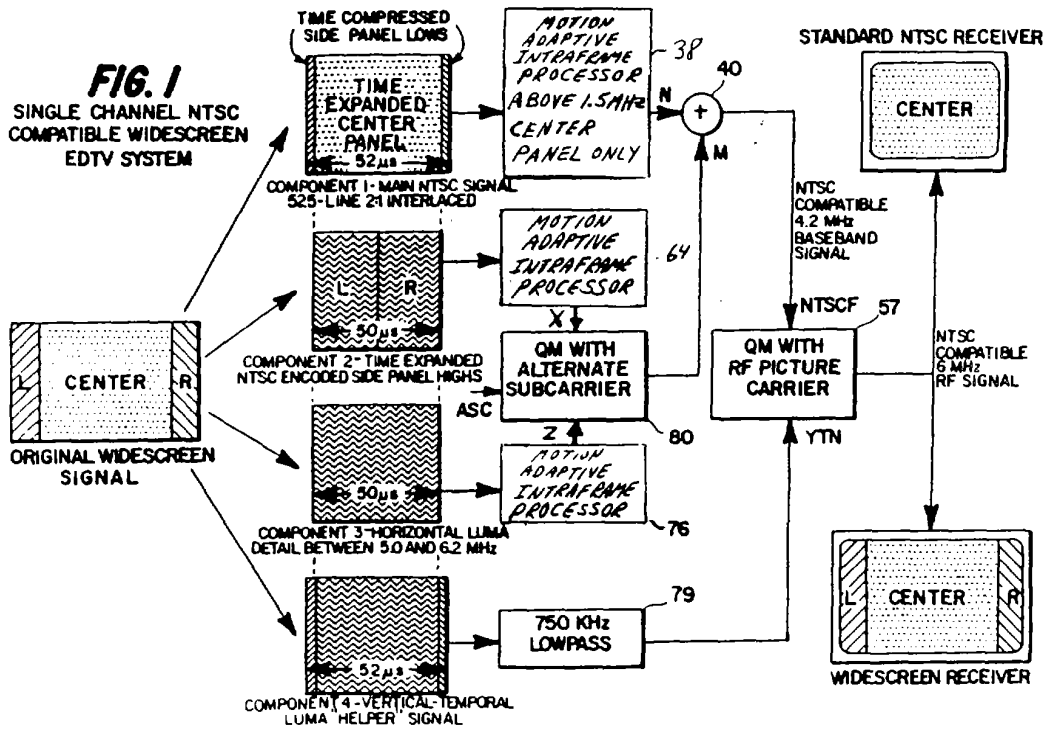 FIG. 1
SINGLE CHANNEL NTSC
COMPATIBLE WIDESCREEN
EDTV SYSTEM
TIME COMPRESSED
SIDE PANEL LOWS
TIME
EXPANDED
CENTER
PANEL
52µs
COMPONENT 1 - MAIN NTSC SIGNAL
525-LINE 2:1 INTERLACED
MOTION
ADAPTIVE
INTRAFRAME
PROCESSOR
ABOVE 1.5MHz
CENTER
PANEL ONLY
38
N
40
+
M
L
R
50µs
COMPONENT 2 - TIME EXPANDED
NTSC ENCODED SIDE PANEL HIGHS
MOTION
ADAPTIVE
INTRAFRAME
PROCESSOR
64
X
QM WITH
ALTERNATE
SUBCARRIER
ASC
80
Z
50µs
COMPONENT 3-HORIZONTAL LUMA
DETAIL BETWEEN 5.0 AND 6.2 MHz
MOTION
ADAPTIVE
INTRAFRAME
PROCESSOR
76
52µs
COMPONENT 4-VERTICAL-TEMPORAL
LUMA "HELPER" SIGNAL
750 KHz
LOWPASS
79
L
CENTER
R
ORIGINAL WIDESCREEN
SIGNAL
NTSC
COMPATIBLE
4.2 MHz
BASEBAND
SIGNAL
NTSCF
57
QM WITH
RF PICTURE
CARRIER
YTN
NTSC
COMPATIBLE
6 MHz
RF SIGNAL
STANDARD NTSC RECEIVER
CENTER
L
CENTER
R
WIDESCREEN RECEIVER